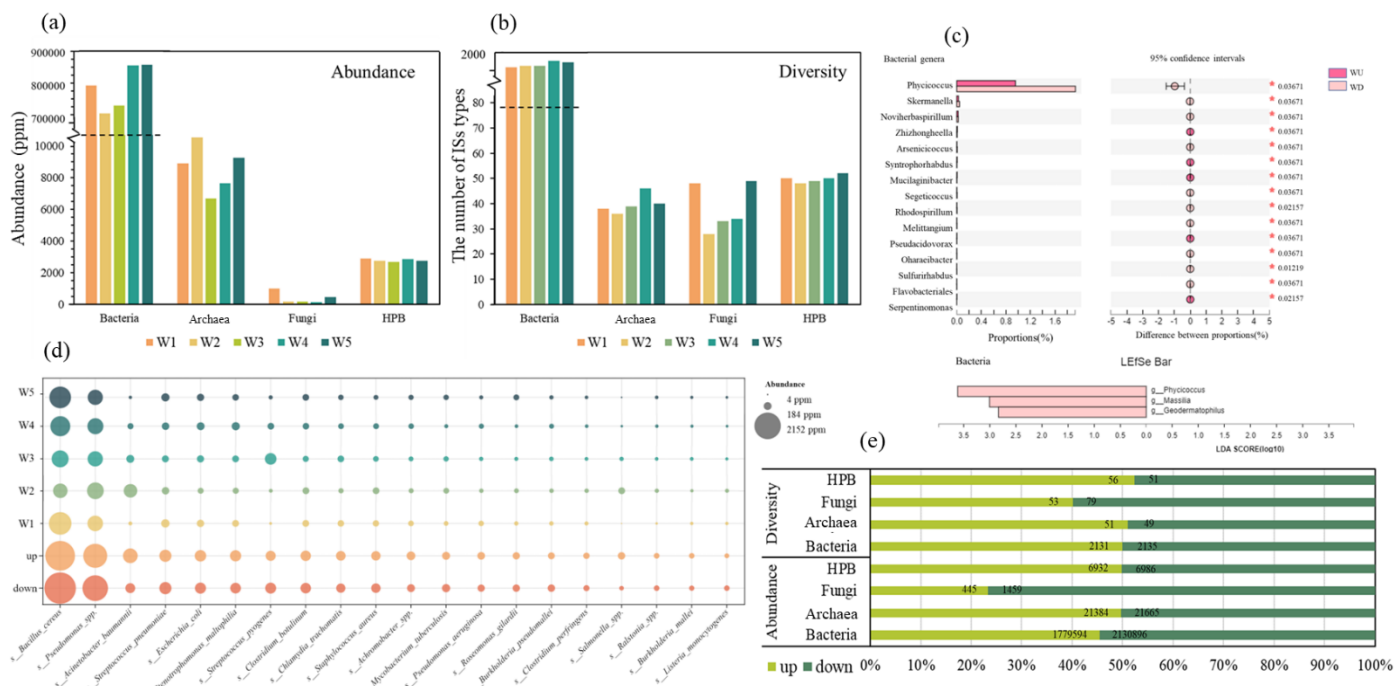 (a)
Abundance
Abundance (ppm)
900000
800000
700000
10000
8000
6000
4000
2000
0
Bacteria Archaea Fungi HPB
W1 W2 W3 W4 W5
(b)
Diversity
The number of ISs types
2000
80
70
60
50
40
30
20
10
0
Bacteria Archaea Fungi HPB
W1 W2 W3 W4 W5
(c)
Bacterial genera
95% confidence intervals
WU
WD
Phycicoccus
Skermanella
Noviherbaspirillum
Zhizhongheella
Arsenicicoccus
Syntrophorhabdus
Mucilaginibacter
Segeticoccus
Rhodospirillum
Melittangium
Pseudacidovorax
Oharaeibacter
Sulfurirhabdus
Flavobacteriales
Serpentinomonas
* 0.03671
* 0.03671
* 0.03671
* 0.03671
* 0.03671
* 0.03671
* 0.03671
* 0.03671
* 0.02157
* 0.03671
* 0.03671
* 0.03671
* 0.01219
* 0.03671
* 0.02157
0.0 0.4 0.8 1.2 1.6
Proportions(%)
-5 -4 -3 -2 -1 0 1 2 3 4 5
Difference between proportions(%)
Bacteria
LEfSe Bar
g__Phycicoccus
g__Massilia
g__Geodermatophilus
3.5 3.0 2.5 2.0 1.5 1.0 0.5 0.0 0.5 1.0 1.5 2.0 2.5 3.0 3.5
LDA SCORE(log10)
(d)
W5
W4
W3
W2
W1
up
down
s__Bacillus_cereus
s__Pseudomonas_spp.
s__Acinetobacter_baumannii
_Streptococcus_pneumoniae
s__Escherichia_coli
enotrophomonas_maltophilia
s__Streptococcus_pyogenes
s__Clostridium_botulinum
s__Chlamydia_trachomatis
s__Staphylococcus_aureus
s__Achromobacter_spp.
Mycobacterium_tuberculosis
s__Pseudomonas_aeruginosa
s__Roseomonas_gilardii
Burkholderia_pseudomallei
s__Clostridium_perfringens
s__Salmonella_spp.
s__Ralstonia_spp.
s__Burkholderia_mallei
s__Listeria_monocytogenes
Abundance
4 ppm
184 ppm
2152 ppm
(e)
Diversity
HPB 56 51
Fungi 53 79
Archaea 51 49
Bacteria 2131 2135
Abundance
HPB 6932 6986
Fungi 445 1459
Archaea 21384 21665
Bacteria 1779594 2130896
up down
0% 10% 20% 30% 40% 50% 60% 70% 80% 90% 100%